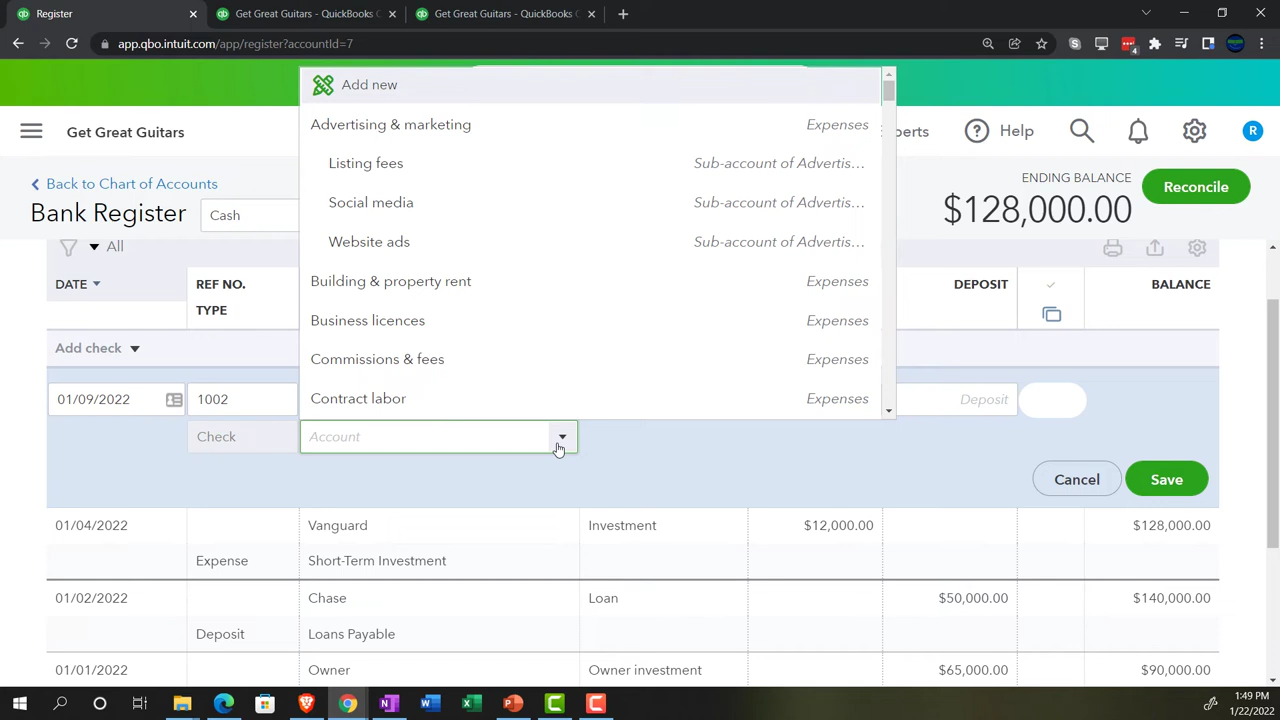 Register
Get Great Guitars - QuickBooks O
Get Great Guitars - QuickBooks O
app.qbo.intuit.com/app/register?accountId=7
4
Get Great Guitars
perts
Help
R
Back to Chart of Accounts
Bank Register
Cash
ENDING BALANCE
$128,000.00
Reconcile
Add new
Advertising & marketing Expenses
Listing fees Sub-account of Advertis...
Social media Sub-account of Advertis...
Website ads Sub-account of Advertis...
Building & property rent Expenses
Business licences Expenses
Commissions & fees Expenses
Contract labor Expenses
All
DATE REF NO. DEPOSIT BALANCE
TYPE
Add check
01/09/2022 1002 Deposit
Check Account
Cancel Save
01/04/2022 Vanguard Investment $12,000.00 $128,000.00
Expense Short-Term Investment
01/02/2022 Chase Loan $50,000.00 $140,000.00
Deposit Loans Payable
01/01/2022 Owner Owner investment $65,000.00 $90,000.00
1:49 PM
1/22/2022